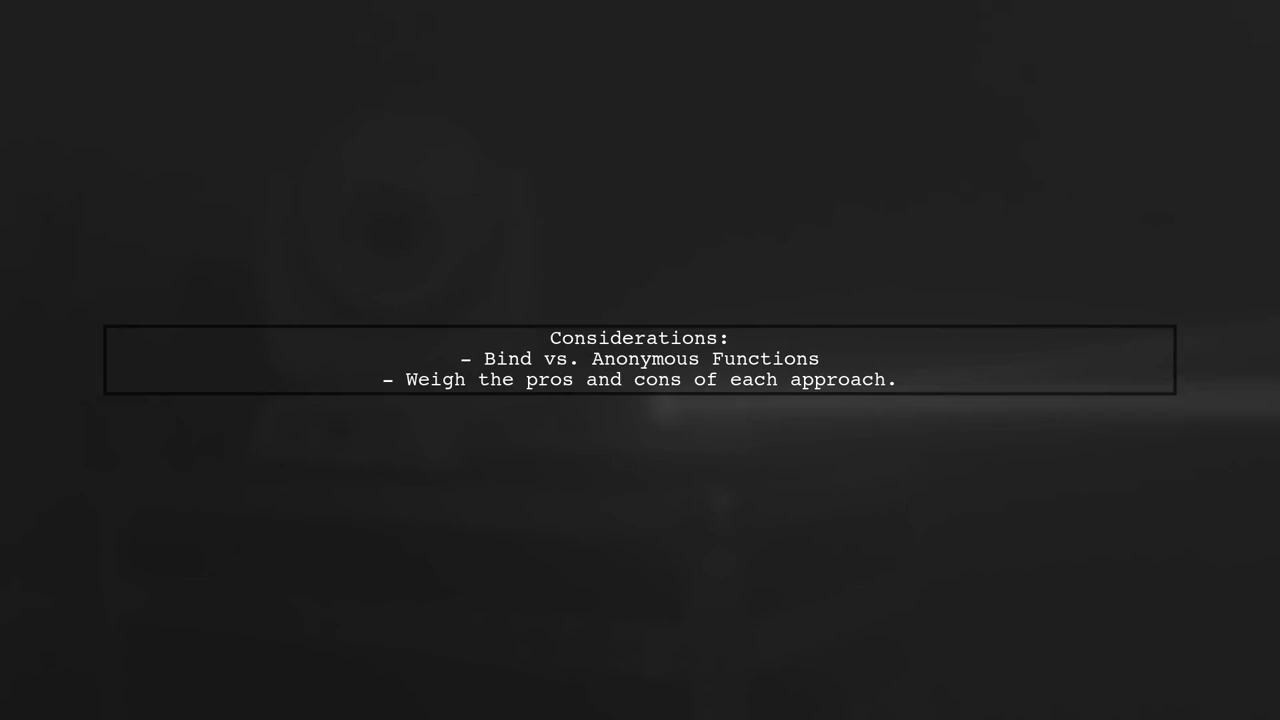 Considerations:
- Bind vs. Anonymous Functions
- Weigh the pros and cons of each approach.